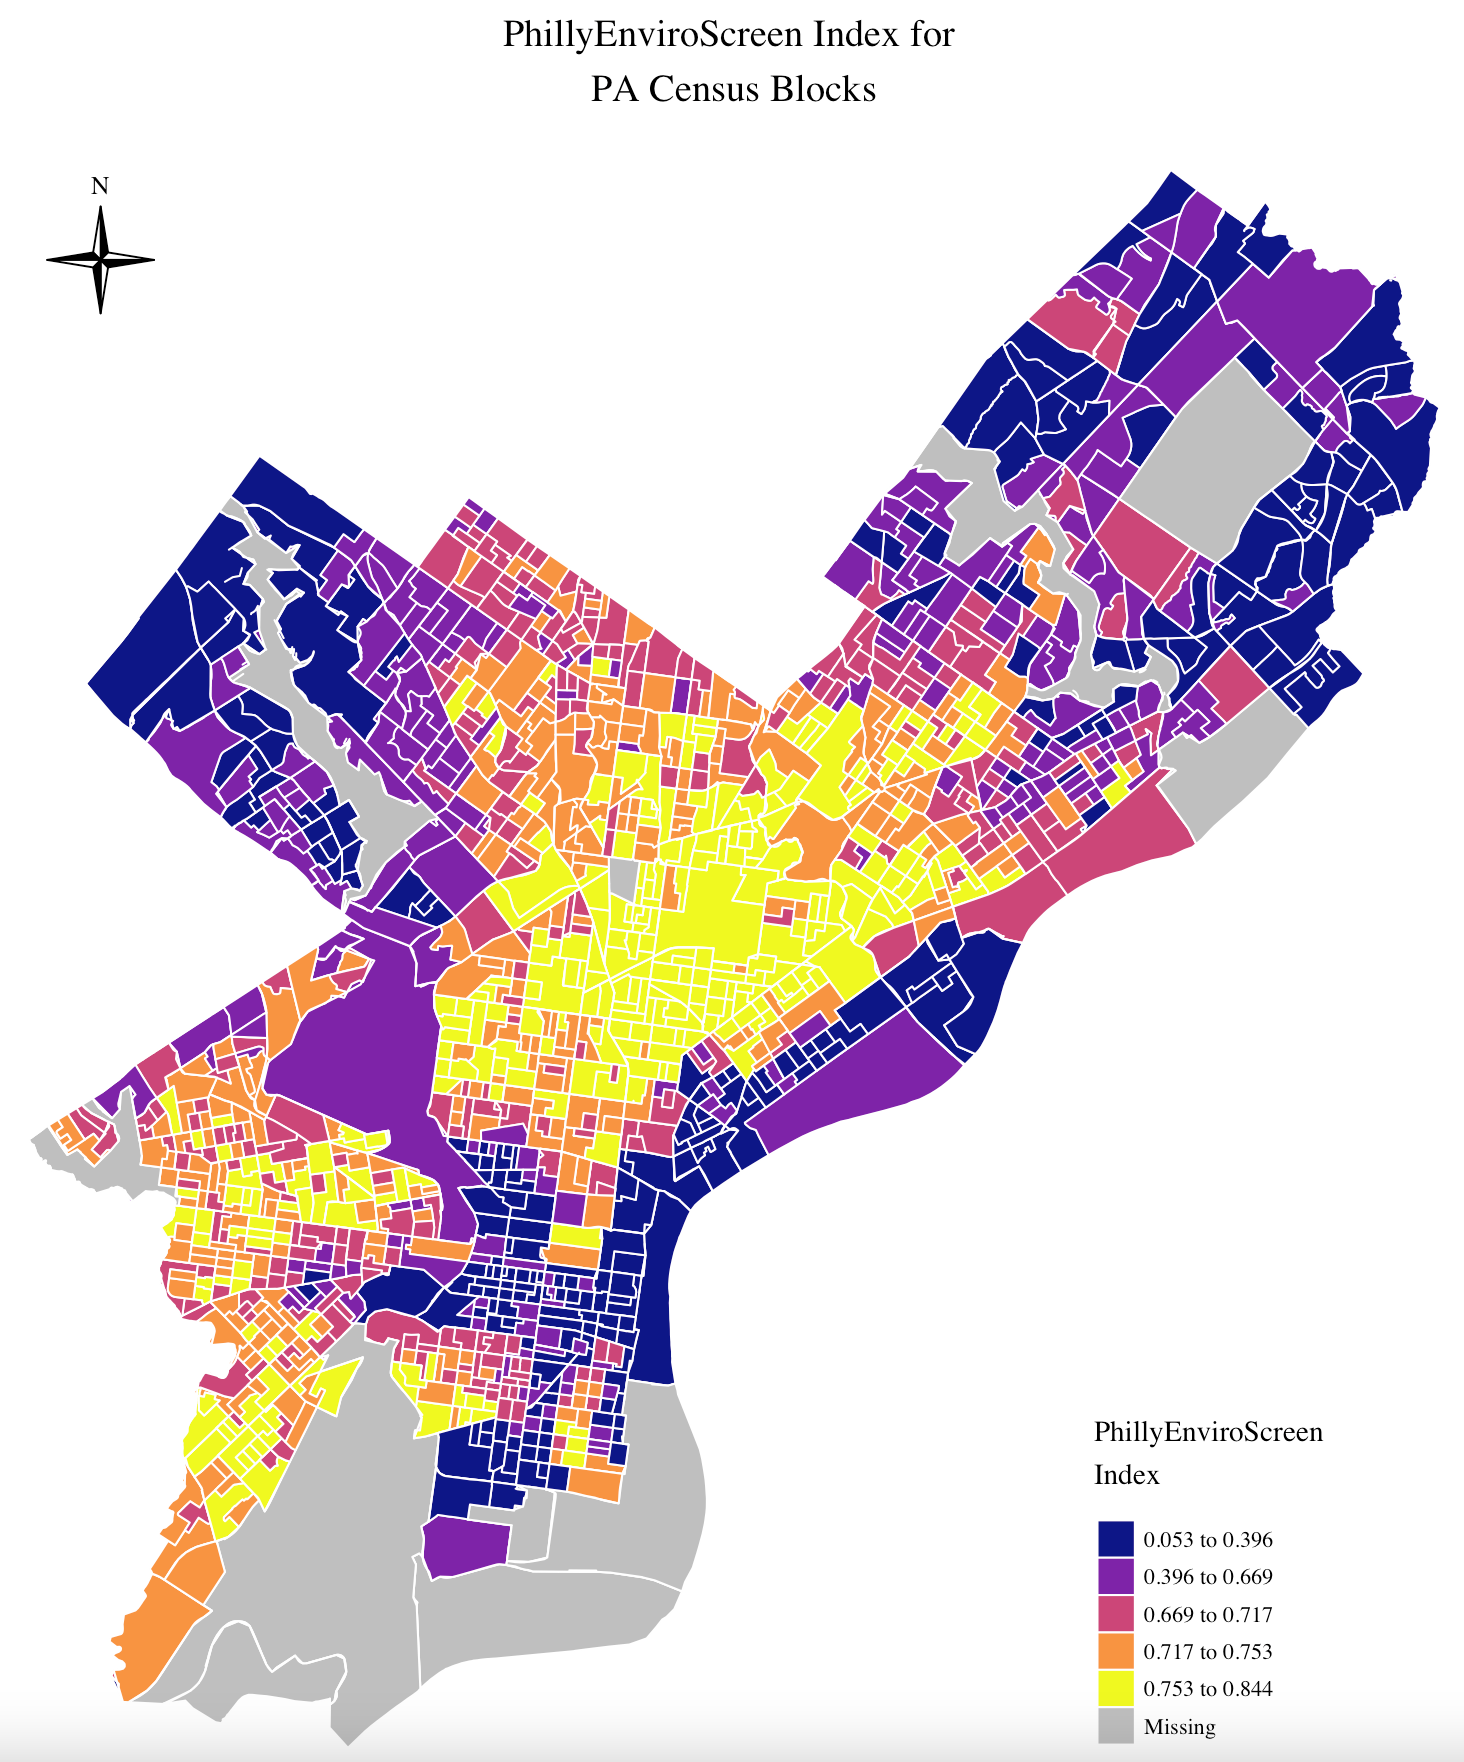 PhillyEnviroScreen Index for
PA Census Blocks
N
PhillyEnviroScreen
Index
0.053 to 0.396
0.396 to 0.669
0.669 to 0.717
0.717 to 0.753
0.753 to 0.844
Missing